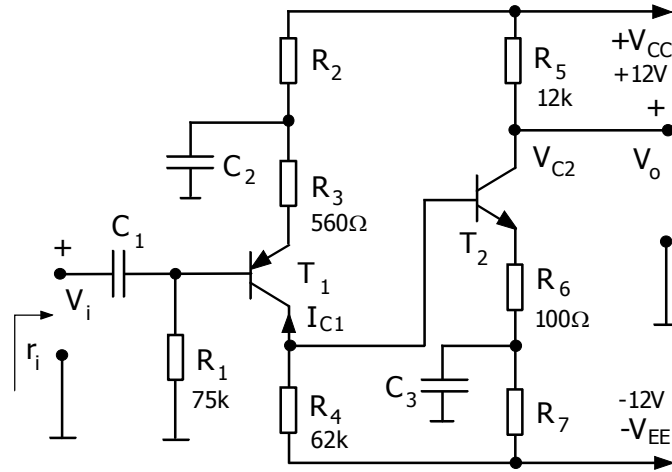 R2
R5
12k
+VCC
+12V
+
C2
R3
560Ω
VC2
Vo
C1
+
T1
T2
Vi
IC1
R6
100Ω
ri
R1
75k
R4
62k
C3
R7
-12V
-VEE